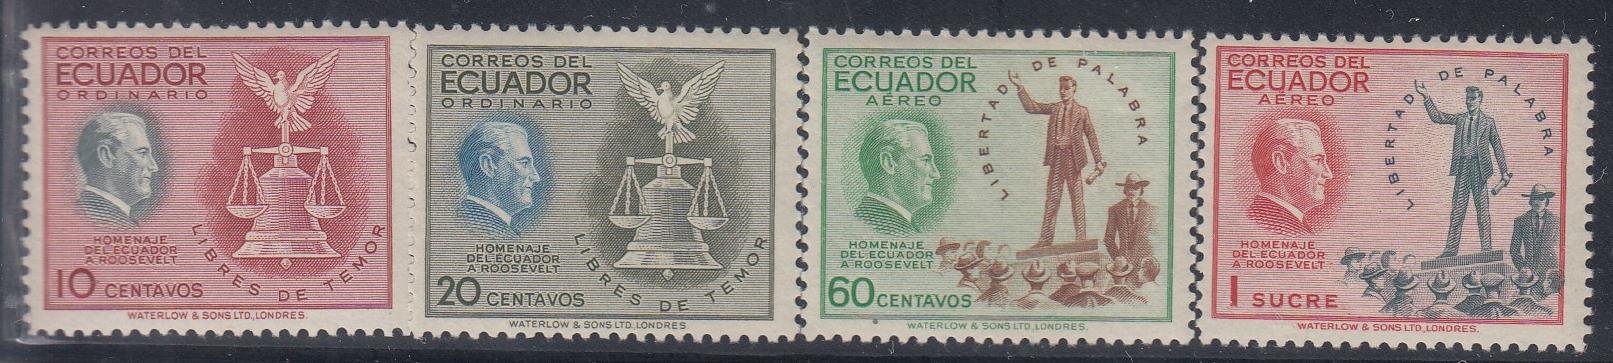 CORREOS DEL
ECUADOR
ORDINARIO
HOMENAJE
DEL ECUADOR
A ROOSEVELT
LIBRES DE TEMOR
10 CENTAVOS
WATERLOW & SONS LTD., LONDRES.
CORREOS DEL
ECUADOR
ORDINARIO
HOMENAJE
DEL ECUADOR
A ROOSEVELT
LIBRES DE TEMOR
20 CENTAVOS
WATERLOW & SONS LTD., LONDRES.
CORREOS DEL
ECUADOR
AÉREO
LIBERTAD DE PALABRA
HOMENAJE
DEL ECUADOR
A ROOSEVELT
60 CENTAVOS
WATERLOW & SONS LTD., LONDRES.
CORREOS DEL
ECUADOR
AÉREO
LIBERTAD DE PALABRA
HOMENAJE
DEL ECUADOR
A ROOSEVELT
1 SUCRE
WATERLOW & SONS LTD., LONDRES.